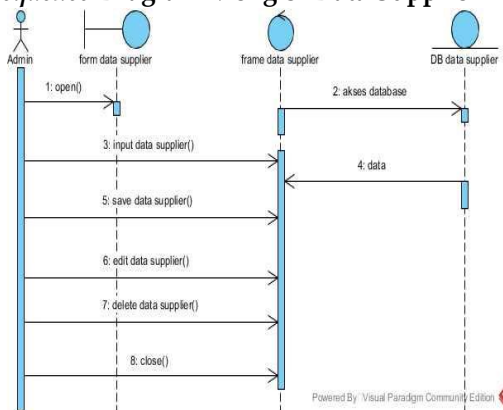 Admin
form data supplier
frame data supplier
DB data supplier
1: open()
2: akses database
3: input data supplier()
4: data
5: save data supplier()
6: edit data supplier()
7: delete data supplier()
8: close()
Powered By Visual Paradigm Community Edition